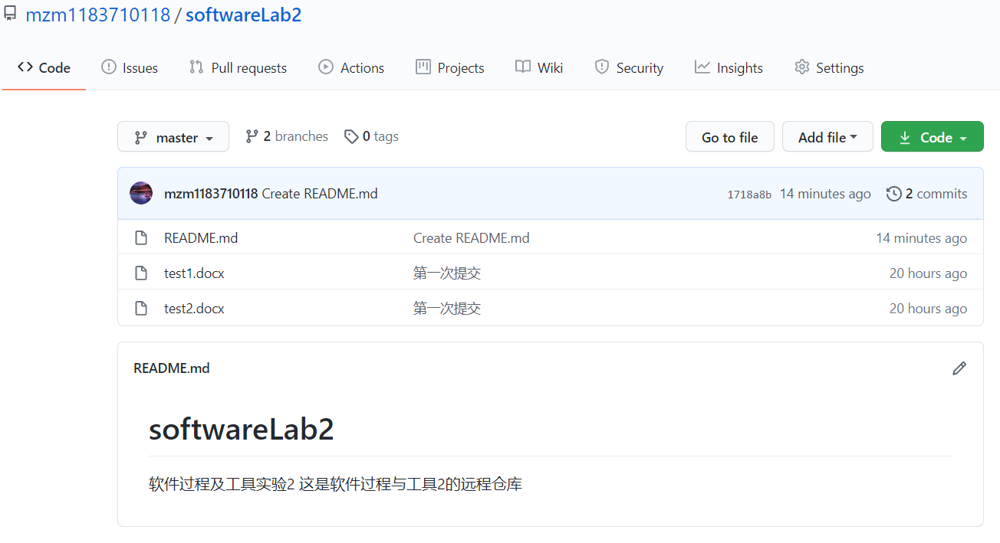 mzm1183710118 / softwareLab2
Code Issues Pull requests Actions Projects Wiki Security Insights Settings
master 2 branches 0 tags Go to file Add file Code
mzm1183710118 Create README.md 1718a8b 14 minutes ago 2 commits
README.md Create README.md 14 minutes ago
test1.docx 第一次提交 20 hours ago
test2.docx 第一次提交 20 hours ago
README.md
softwareLab2
软件过程及工具实验2 这是软件过程与工具2的远程仓库